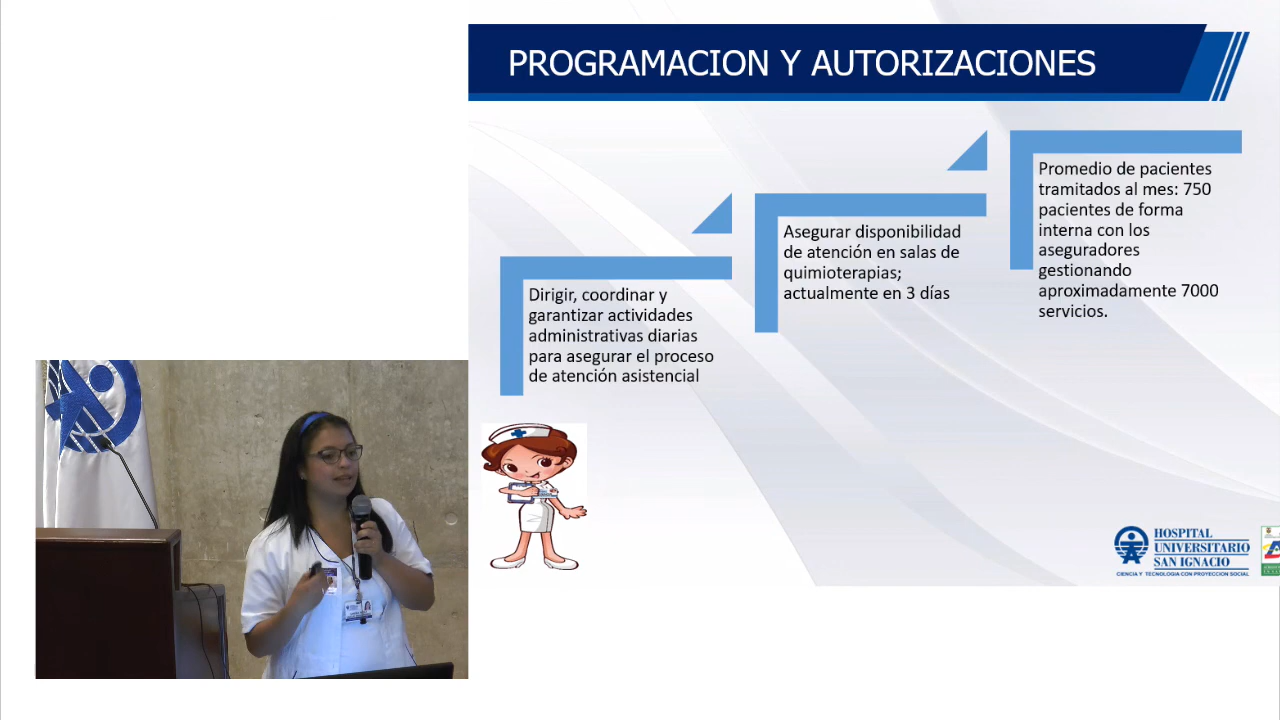 PROGRAMACION Y AUTORIZACIONES
Dirigir, coordinar y
garantizar actividades
administrativas diarias
para asegurar el proceso
de atención asistencial
Asegurar disponibilidad
de atención en salas de
quimioterapias;
actualmente en 3 días
Promedio de pacientes
tramitados al mes: 750
pacientes de forma
interna con los
aseguradores
gestionando
aproximadamente 7000
servicios.
HOSPITAL
UNIVERSITARIO
SAN IGNACIO
CIENCIA Y TECNOLOGIA CON PROYECCION SOCIAL